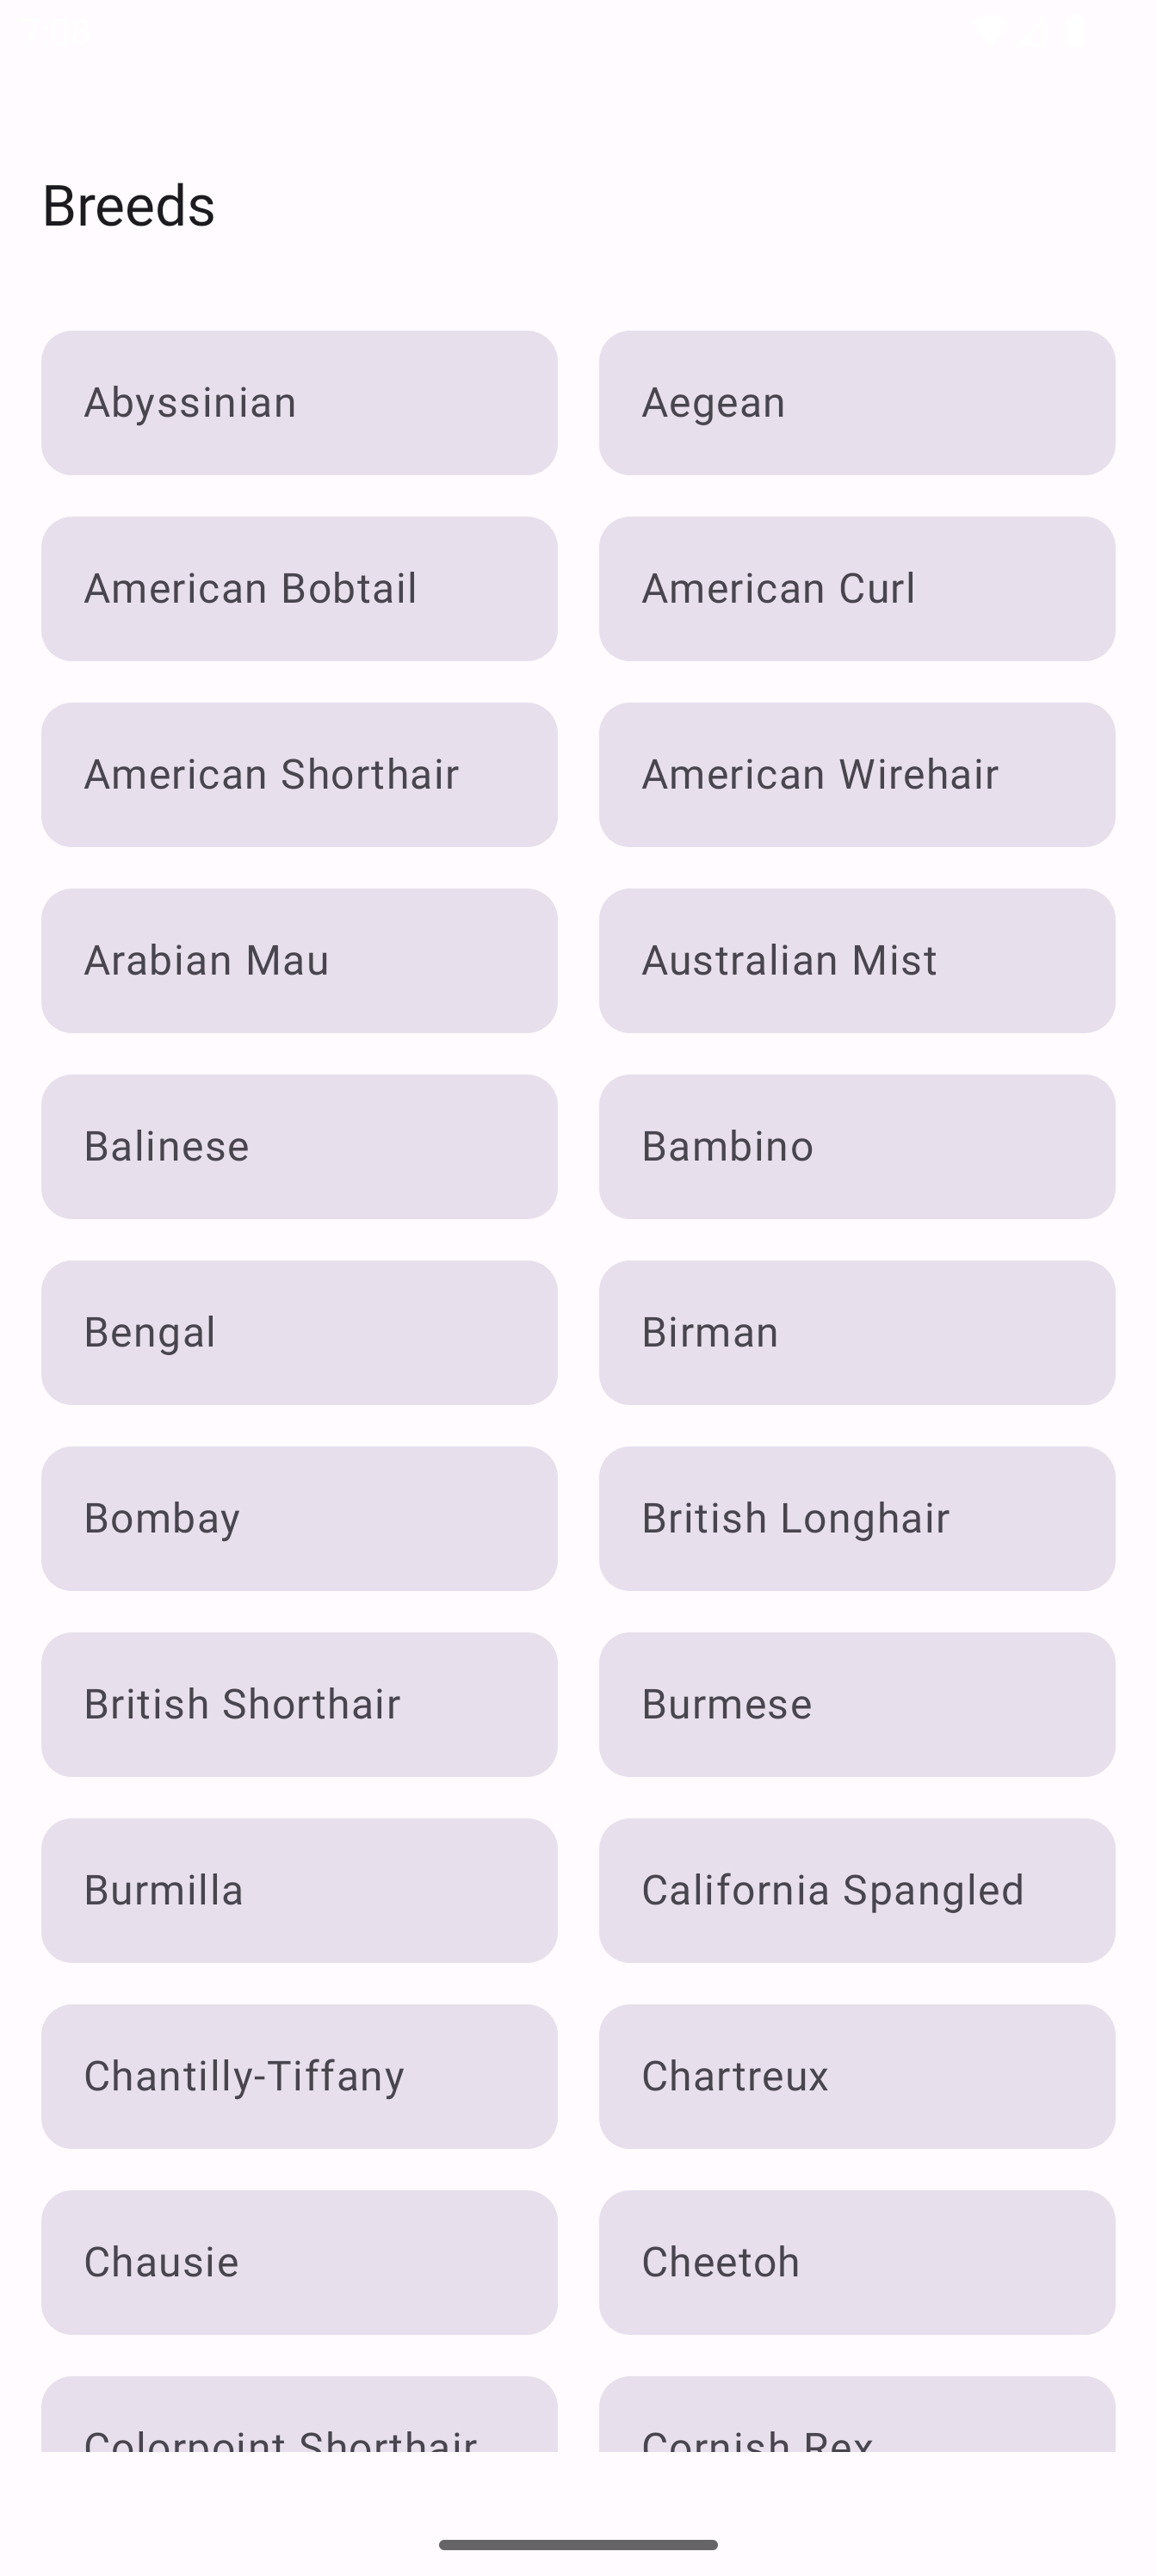 Breeds
Abyssinian
Aegean
American Bobtail
American Curl
American Shorthair
American Wirehair
Arabian Mau
Australian Mist
Balinese
Bambino
Bengal
Birman
Bombay
British Longhair
British Shorthair
Burmese
Burmilla
California Spangled
Chantilly-Tiffany
Chartreux
Chausie
Cheetoh
Colorpoint Shorthair
Cornish Rex